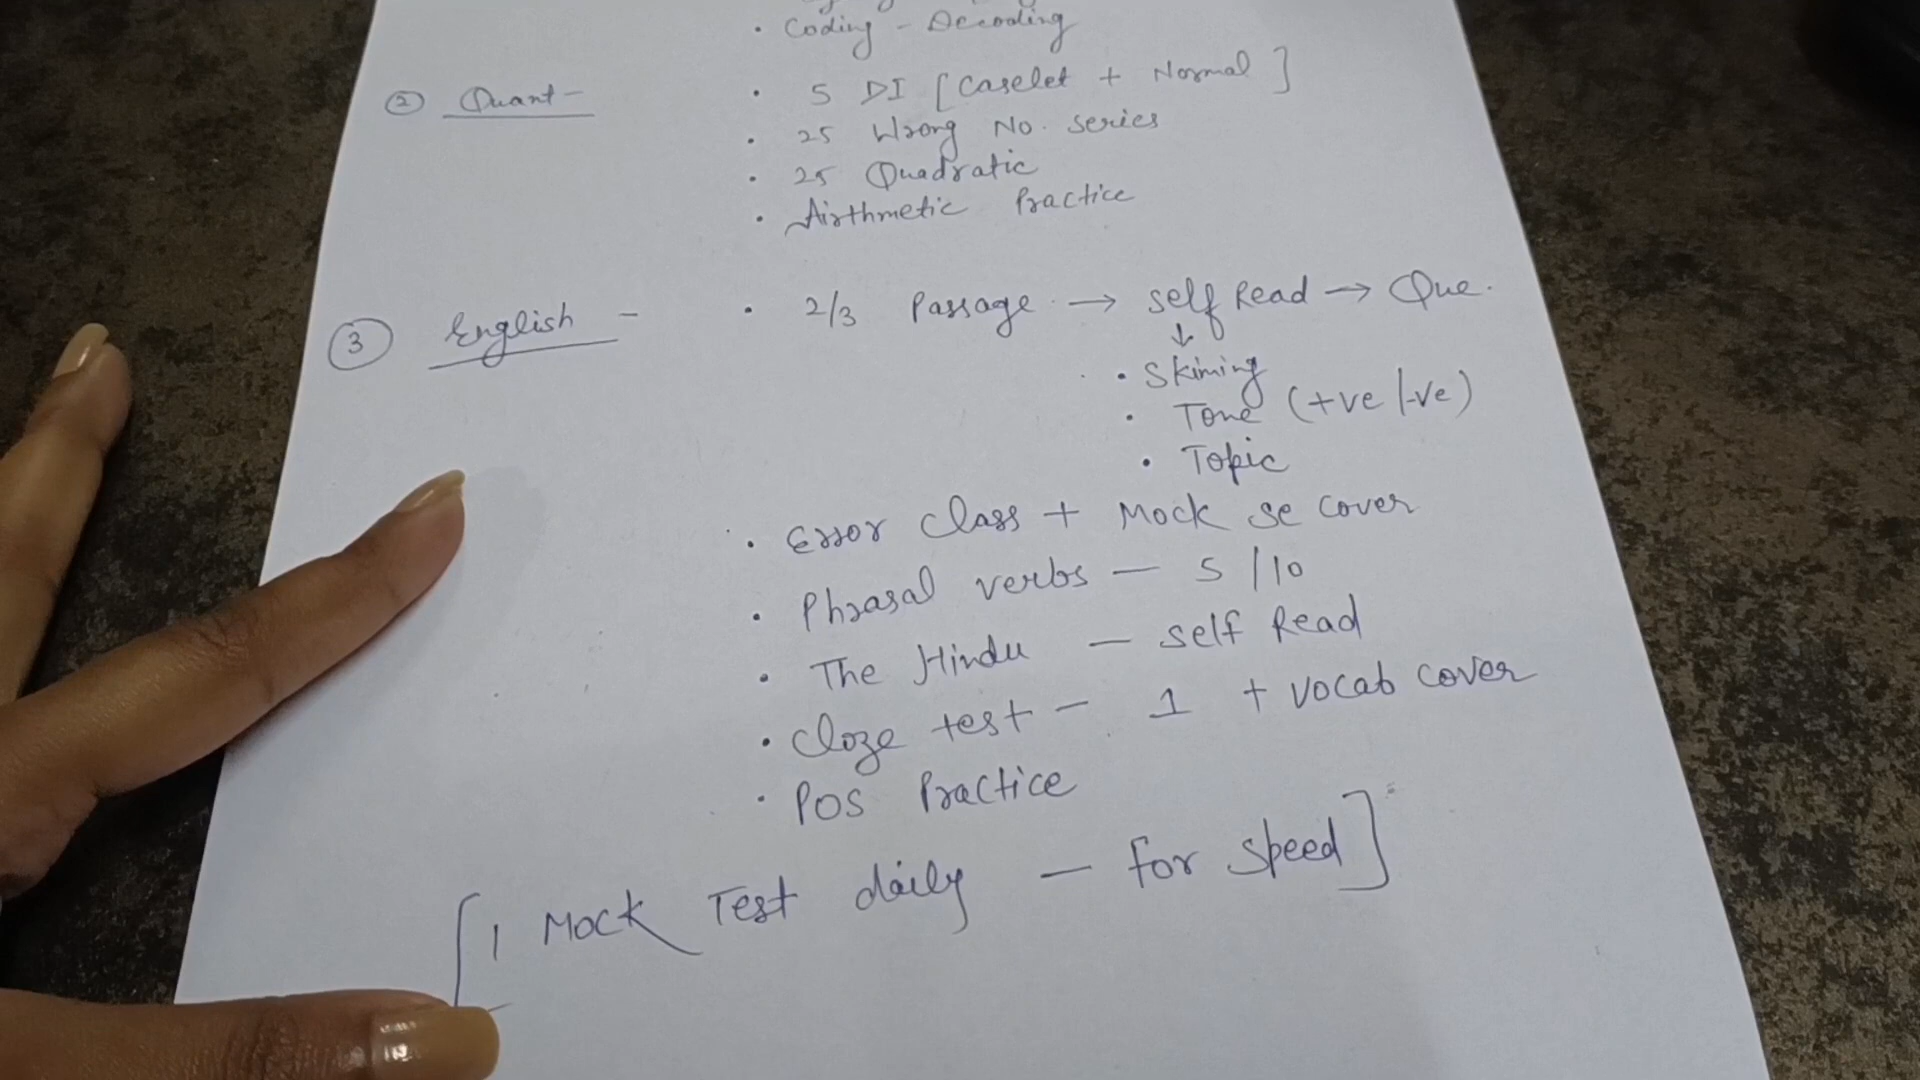 • Coding - Decoding
② Quant -
• 5 DI [Caselet + Normal]
• 25 Wrong No. series
• 25 Quadratic
• Airthmetic Practice
③ English -
• 2/3 Passage → self Read → Que.
↓
• Skiming
• Tone (+ve/-ve)
• Topic
• Error Class + Mock se cover
• Phrasal verbs — 5/10
• The Hindu — self Read
• Cloze test - 1 + vocab cover
• POS Practice
[1 Mock Test daily — for speed]